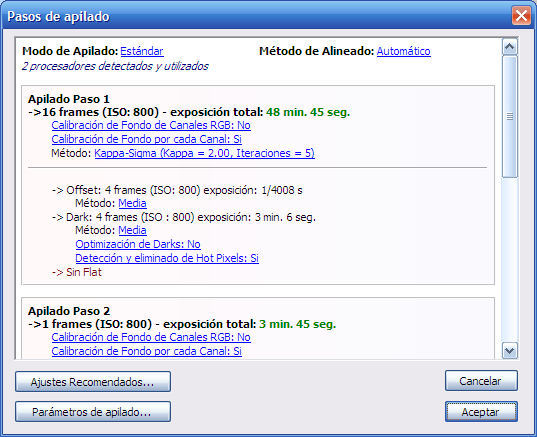 Pasos de apilado
Modo de Apilado: Estándar Método de Alineado: Automático
2 procesadores detectados y utilizados
Apilado Paso 1
->16 frames (ISO: 800) - exposición total: 48 min. 45 seg.
Calibración de Fondo de Canales RGB: No
Calibración de Fondo por cada Canal: Si
Método: Kappa-Sigma (Kappa = 2.00, Iteraciones = 5)
-> Offset: 4 frames (ISO: 800) exposición: 1/4008 s
Método: Media
-> Dark: 4 frames (ISO : 800) exposición: 3 min. 6 seg.
Método: Media
Optimización de Darks: No
Detección y eliminado de Hot Pixels: Si
-> Sin Flat
Apilado Paso 2
->1 frames (ISO: 800) - exposición total: 3 min. 45 seg.
Calibración de Fondo de Canales RGB: No
Calibración de Fondo por cada Canal: Si
Ajustes Recomendados... Cancelar
Parámetros de apilado... Aceptar